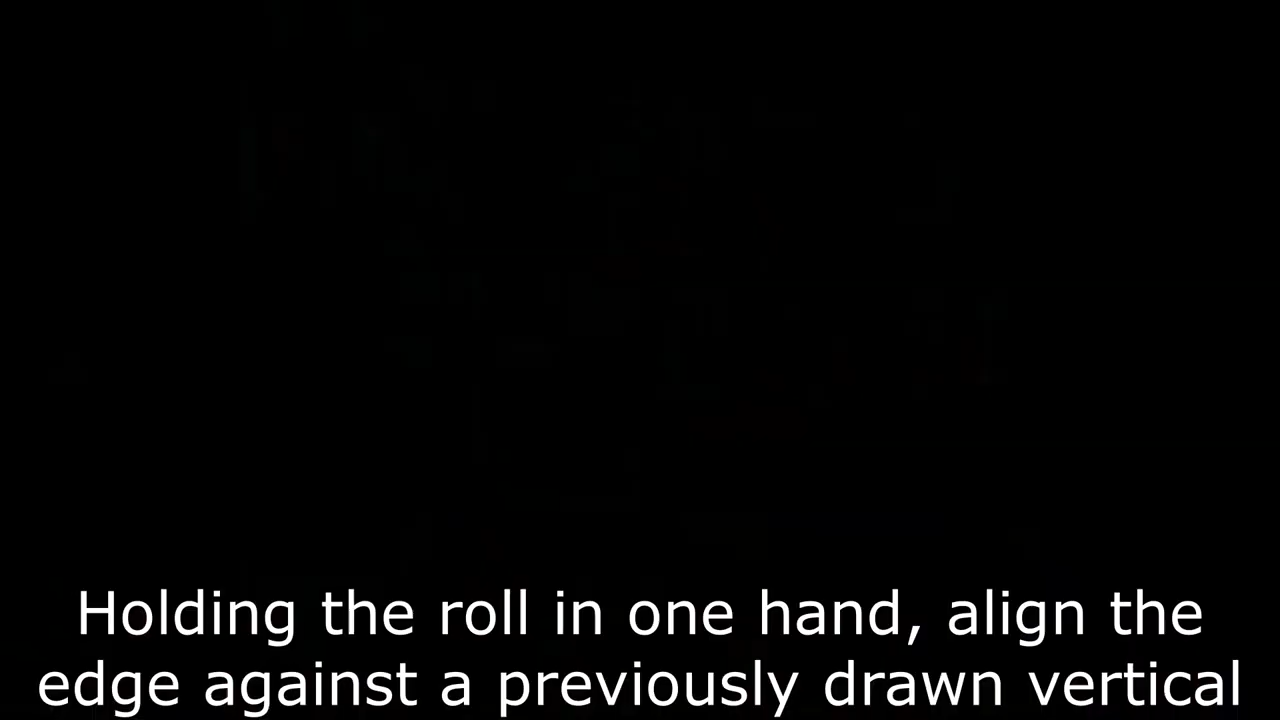 Holding the roll in one hand, align the
edge against a previously drawn vertical